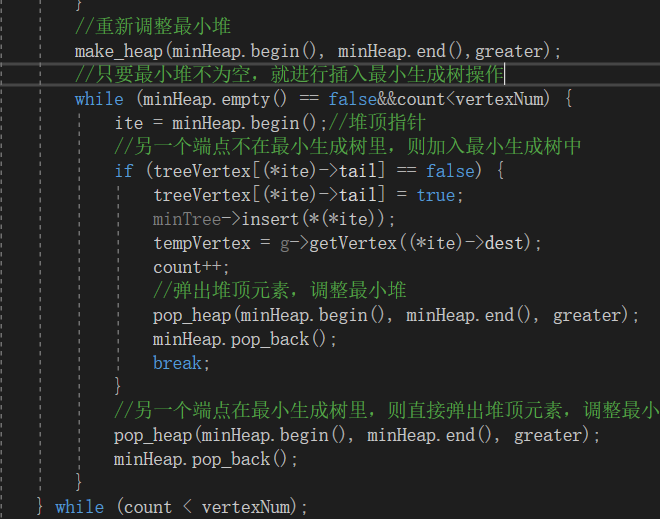 }
//重新调整最小堆
make_heap(minHeap.begin(), minHeap.end(),greater);
//只要最小堆不为空，就进行插入最小生成树操作
while (minHeap.empty() == false&&count<vertexNum) {
ite = minHeap.begin();//堆顶指针
//另一个端点不在最小生成树里，则加入最小生成树中
if (treeVertex[(*ite)->tail] == false) {
treeVertex[(*ite)->tail] = true;
minTree->insert(*(*ite));
tempVertex = g->getVertex((*ite)->dest);
count++;
//弹出堆顶元素，调整最小堆
pop_heap(minHeap.begin(), minHeap.end(), greater);
minHeap.pop_back();
break;
}
//另一个端点在最小生成树里，则直接弹出堆顶元素，调整最小
pop_heap(minHeap.begin(), minHeap.end(), greater);
minHeap.pop_back();
}
} while (count < vertexNum);